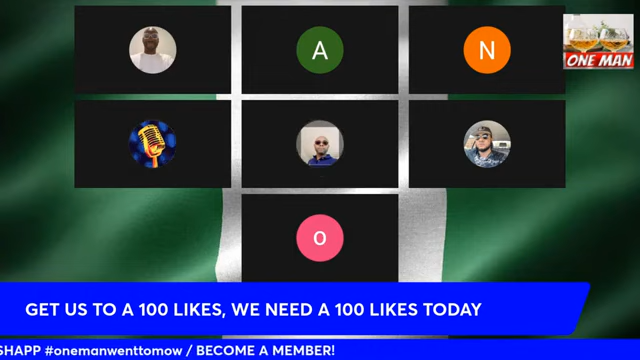 A
N
ONE MAN
O
GET US TO A 100 LIKES, WE NEED A 100 LIKES TODAY
SHAPP #onemanwenttomow / BECOME A MEMBER!